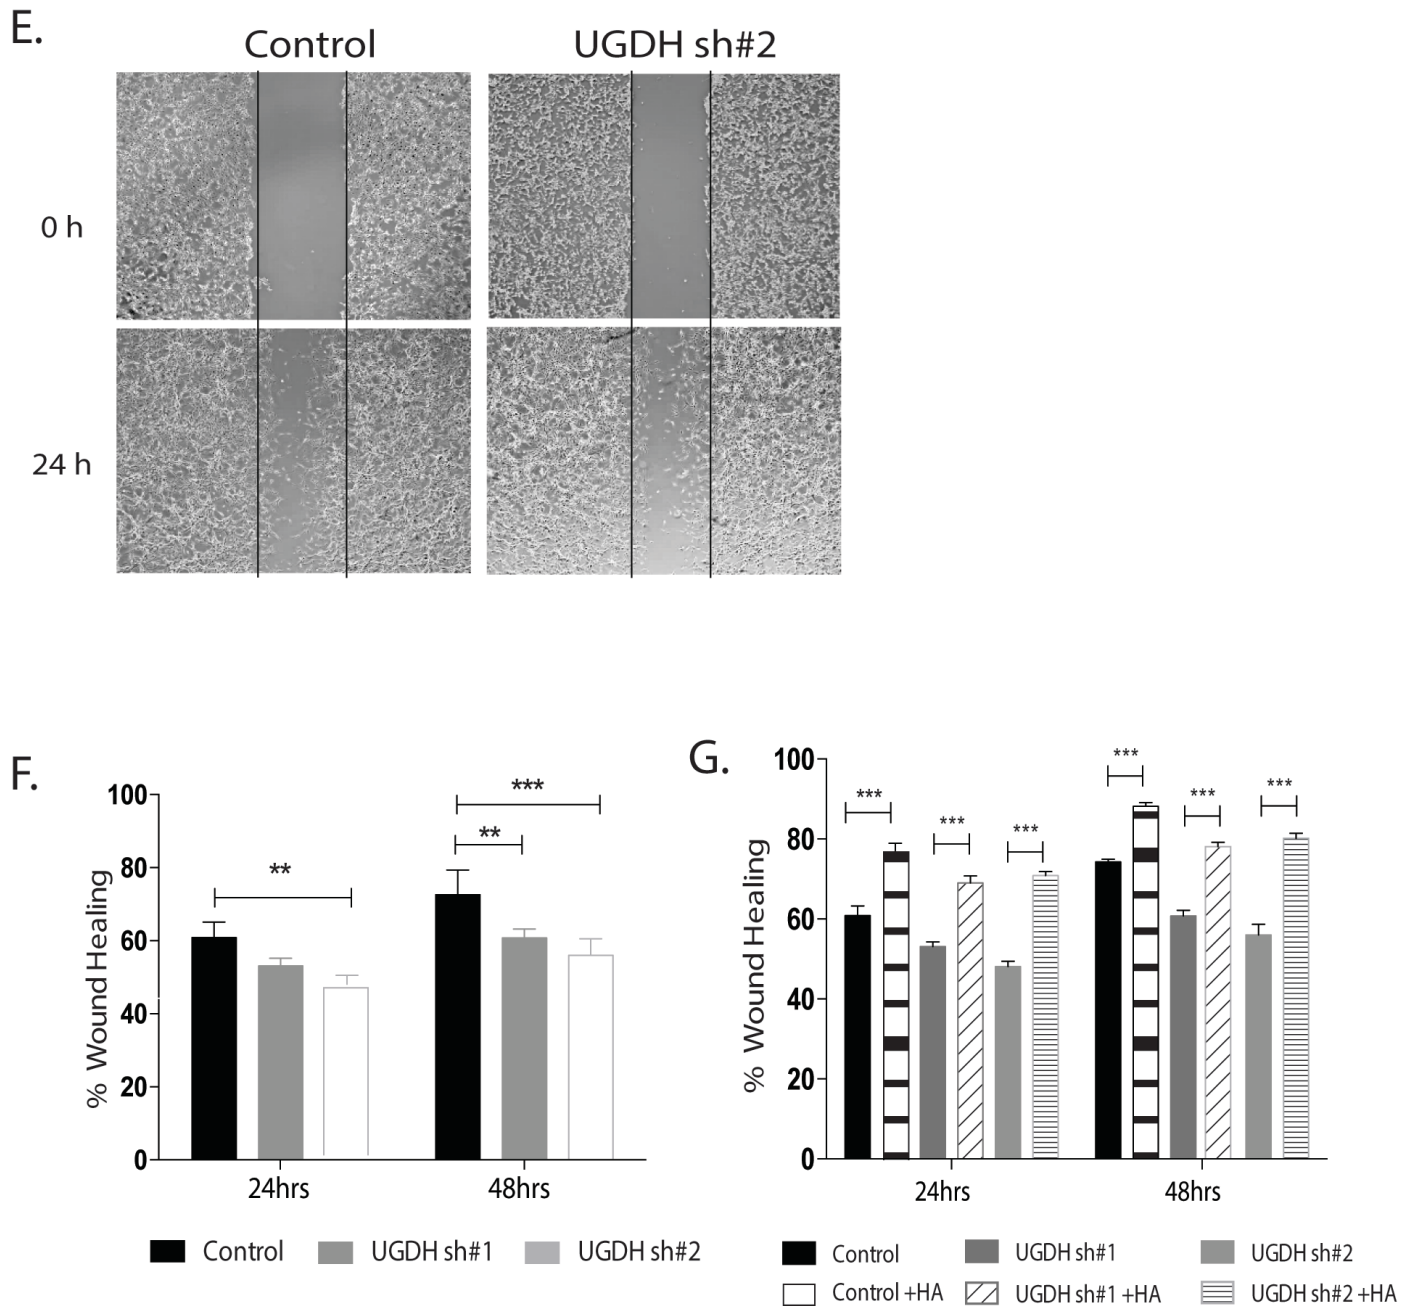 E.
Control
UGDH sh#2
0 h
24 h
F.
% Wound Healing
100
80
60
40
20
0
**
**
***
24hrs
48hrs
Control
UGDH sh#1
UGDH sh#2
G.
% Wound Healing
100
80
60
40
20
0
***
***
***
***
***
***
24hrs
48hrs
Control
UGDH sh#1
UGDH sh#2
Control +HA
UGDH sh#1 +HA
UGDH sh#2 +HA